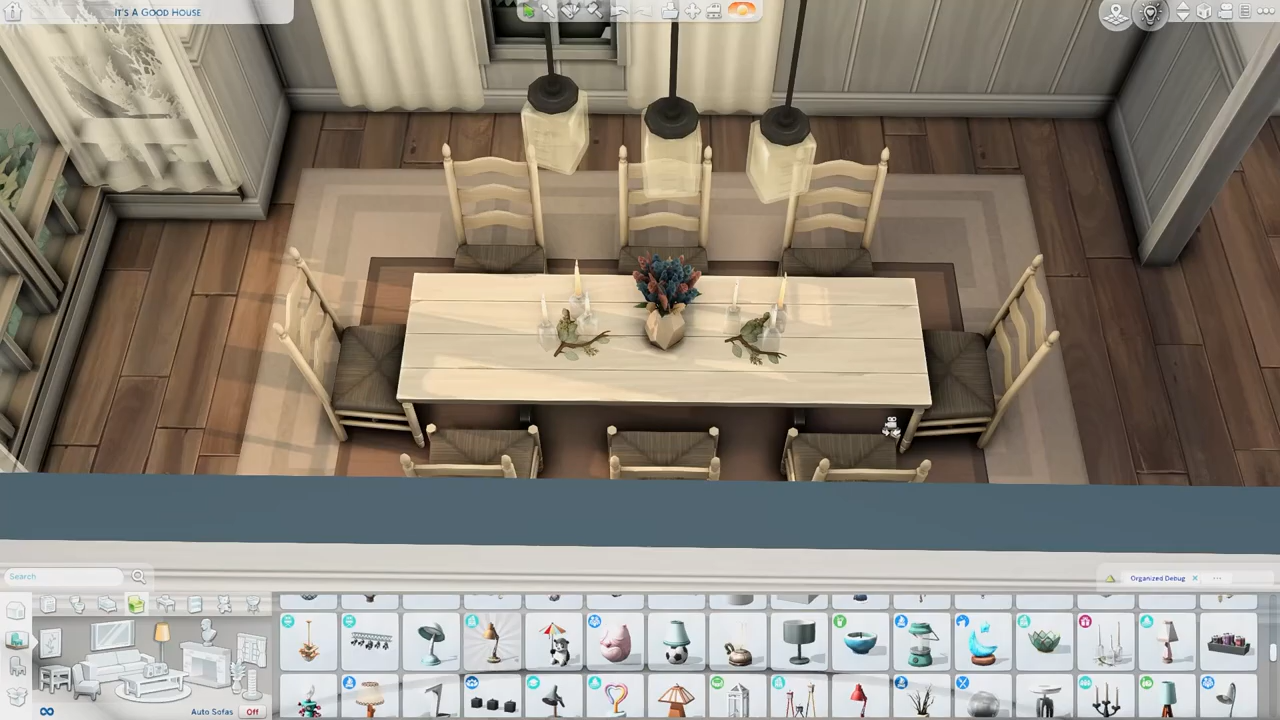 IT'S A GOOD HOUSE
Search
Organized Debug
Auto Sofas
Off